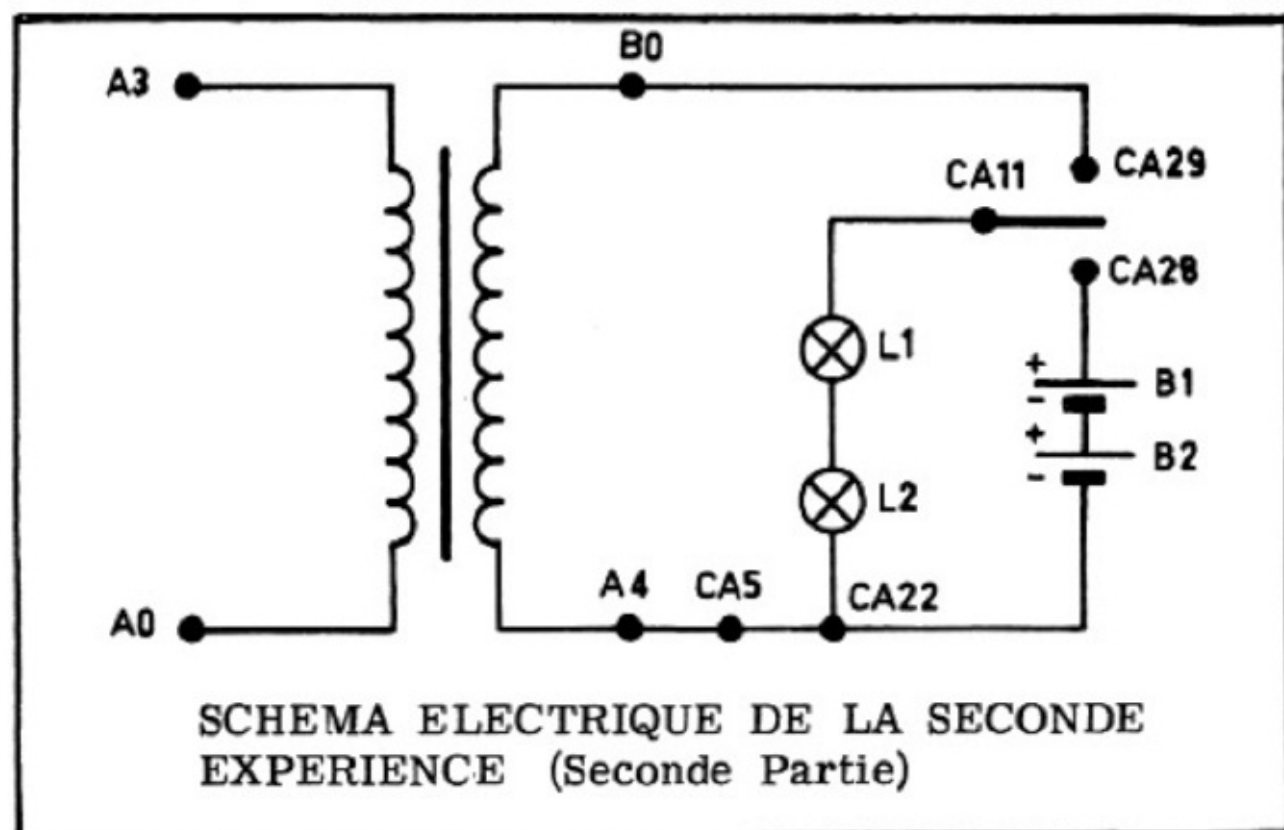 B0
A3
CA29
CA11
CA28
L1
+
B1
-
+
B2
-
L2
A4
CA5
CA22
A0
SCHEMA ELECTRIQUE DE LA SECONDE
EXPERIENCE (Seconde Partie)